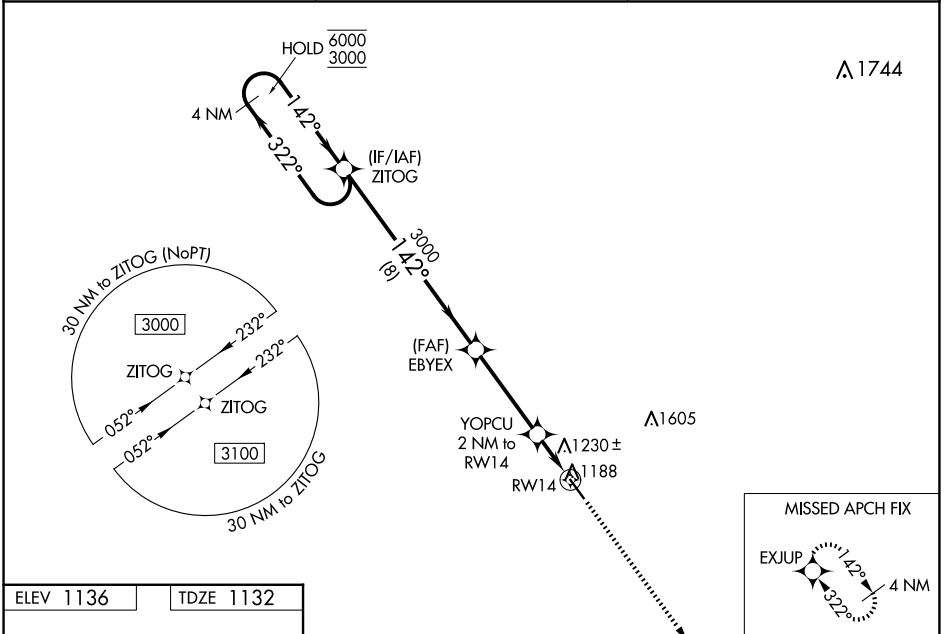 HOLD 6000
3000
1744
4 NM
142°
322°
(IF/IAF)
ZITOG
3000
142°
(8)
30 NM to ZITOG (NoPT)
3000
232°
ZITOG
052°
232°
ZITOG
052°
3100
30 NM to ZITOG
(FAF)
EBYEX
YOPCU
2 NM to
RW14
1605
1230 ±
1188
RW14
MISSED APCH FIX
EXJUP
142°
322°
4 NM
ELEV 1136
TDZE 1132